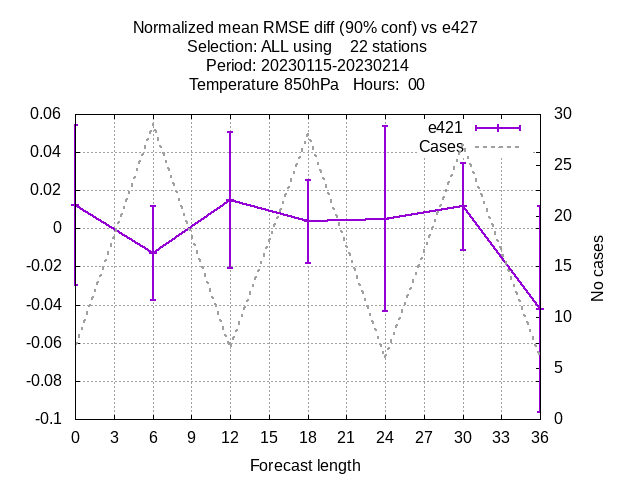 Normalized mean RMSE diff (90% conf) vs e427
Selection: ALL using    22 stations
Period: 20230115-20230214
Temperature 850hPa   Hours:  00
0.06
0.04
0.02
0
-0.02
-0.04
-0.06
-0.08
-0.1
e421
Cases
30
25
20
15
10
5
0
No cases
0 3 6 9 12 15 18 21 24 27 30 33 36
Forecast length